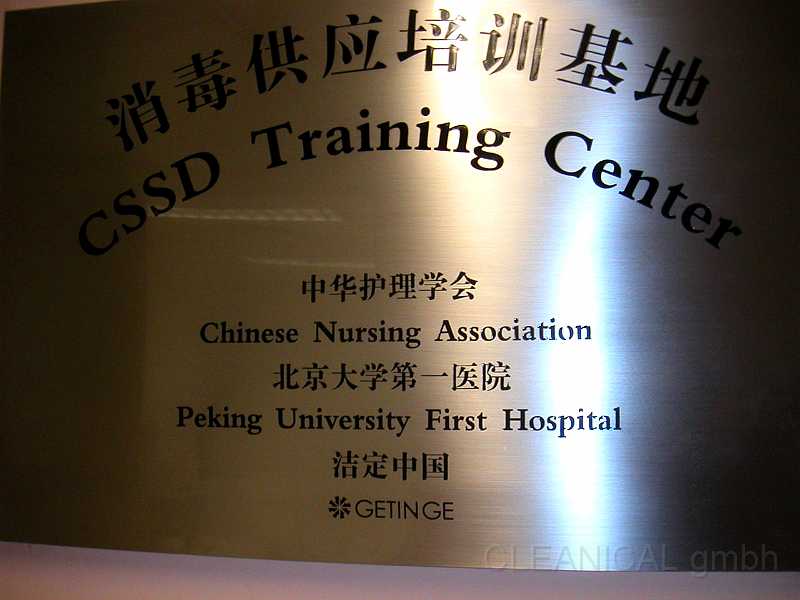 消毒供应培训基地
CSSD Training Center
中华护理学会
Chinese Nursing Association
北京大学第一医院
Peking University First Hospital
洁定中国
GETINGE
CLEANICAL gmbh